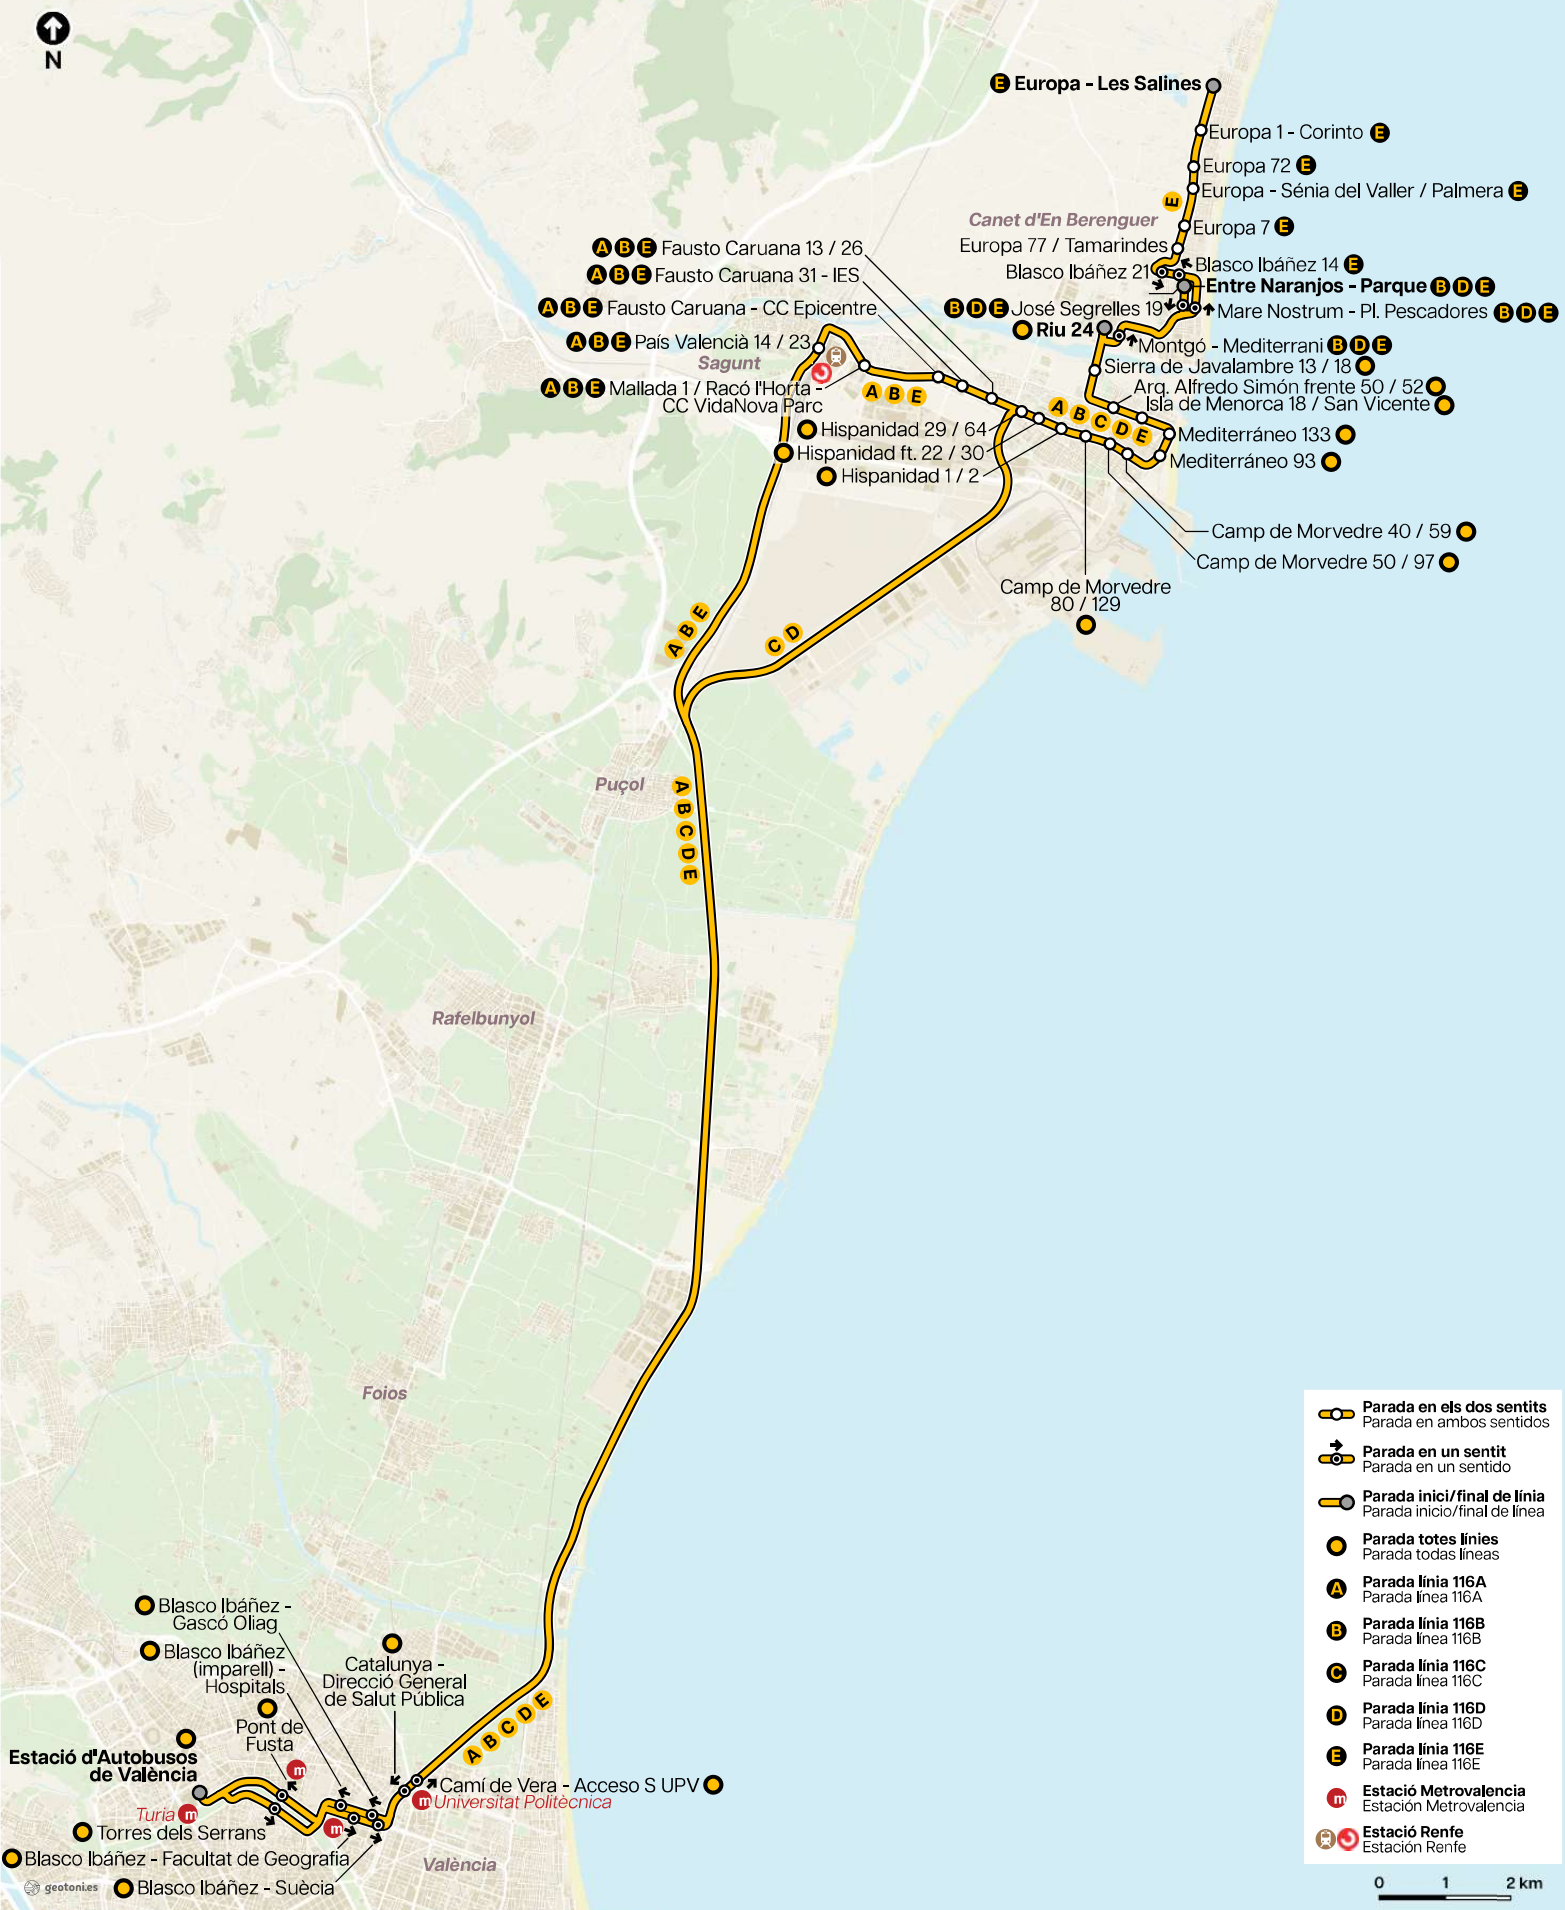 N
E Europa - Les Salines
Europa 1 - Corinto E
Europa 72 E
Europa - Sénia del Valler / Palmera E
E
Canet d'En Berenguer
Europa 7 E
Europa 77 / Tamarindes
Blasco Ibáñez 14 E
Blasco Ibáñez 21
Entre Naranjos - Parque B D E
B D E José Segrelles 19
Mare Nostrum - Pl. Pescadores B D E
Riu 24
Montgó - Mediterrani B D E
Sierra de Javalambre 13 / 18
Arq. Alfredo Simón frente 50 / 52
Isla de Menorca 18 / San Vicente
A B C D E
Mediterráneo 133
Mediterráneo 93
A B E Fausto Caruana 13 / 26
A B E Fausto Caruana 31 - IES
A B E Fausto Caruana - CC Epicentre
A B E País Valencià 14 / 23
Sagunt
A B E Mallada 1 / Racó l'Horta -
CC VidaNova Parc
A B E
Hispanidad 29 / 64
Hispanidad ft. 22 / 30
Hispanidad 1 / 2
Camp de Morvedre 40 / 59
Camp de Morvedre 50 / 97
Camp de Morvedre
80 / 129
A B E
C D
Puçol
A B C D E
Rafelbunyol
Foios
Blasco Ibáñez -
Gascó Oliag
Blasco Ibáñez
(imparell) -
Hospitals
Catalunya -
Direcció General
de Salut Pública
Pont de
Fusta
Estació d'Autobusos
de València
A B C D E
m
Camí de Vera - Acceso S UPV
m Universitat Politècnica
Turia m
Torres dels Serrans
m
Blasco Ibáñez - Facultat de Geografia
València
Blasco Ibáñez - Suècia
geotoni.es
Parada en els dos sentits
Parada en ambos sentidos
Parada en un sentit
Parada en un sentido
Parada inici/final de línia
Parada inicio/final de línea
Parada totes línies
Parada todas líneas
A Parada línia 116A
Parada línea 116A
B Parada línia 116B
Parada línea 116B
C Parada línia 116C
Parada línea 116C
D Parada línia 116D
Parada línea 116D
E Parada línia 116E
Parada línea 116E
m Estació Metrovalencia
Estación Metrovalencia
Estació Renfe
Estación Renfe
0 1 2 km